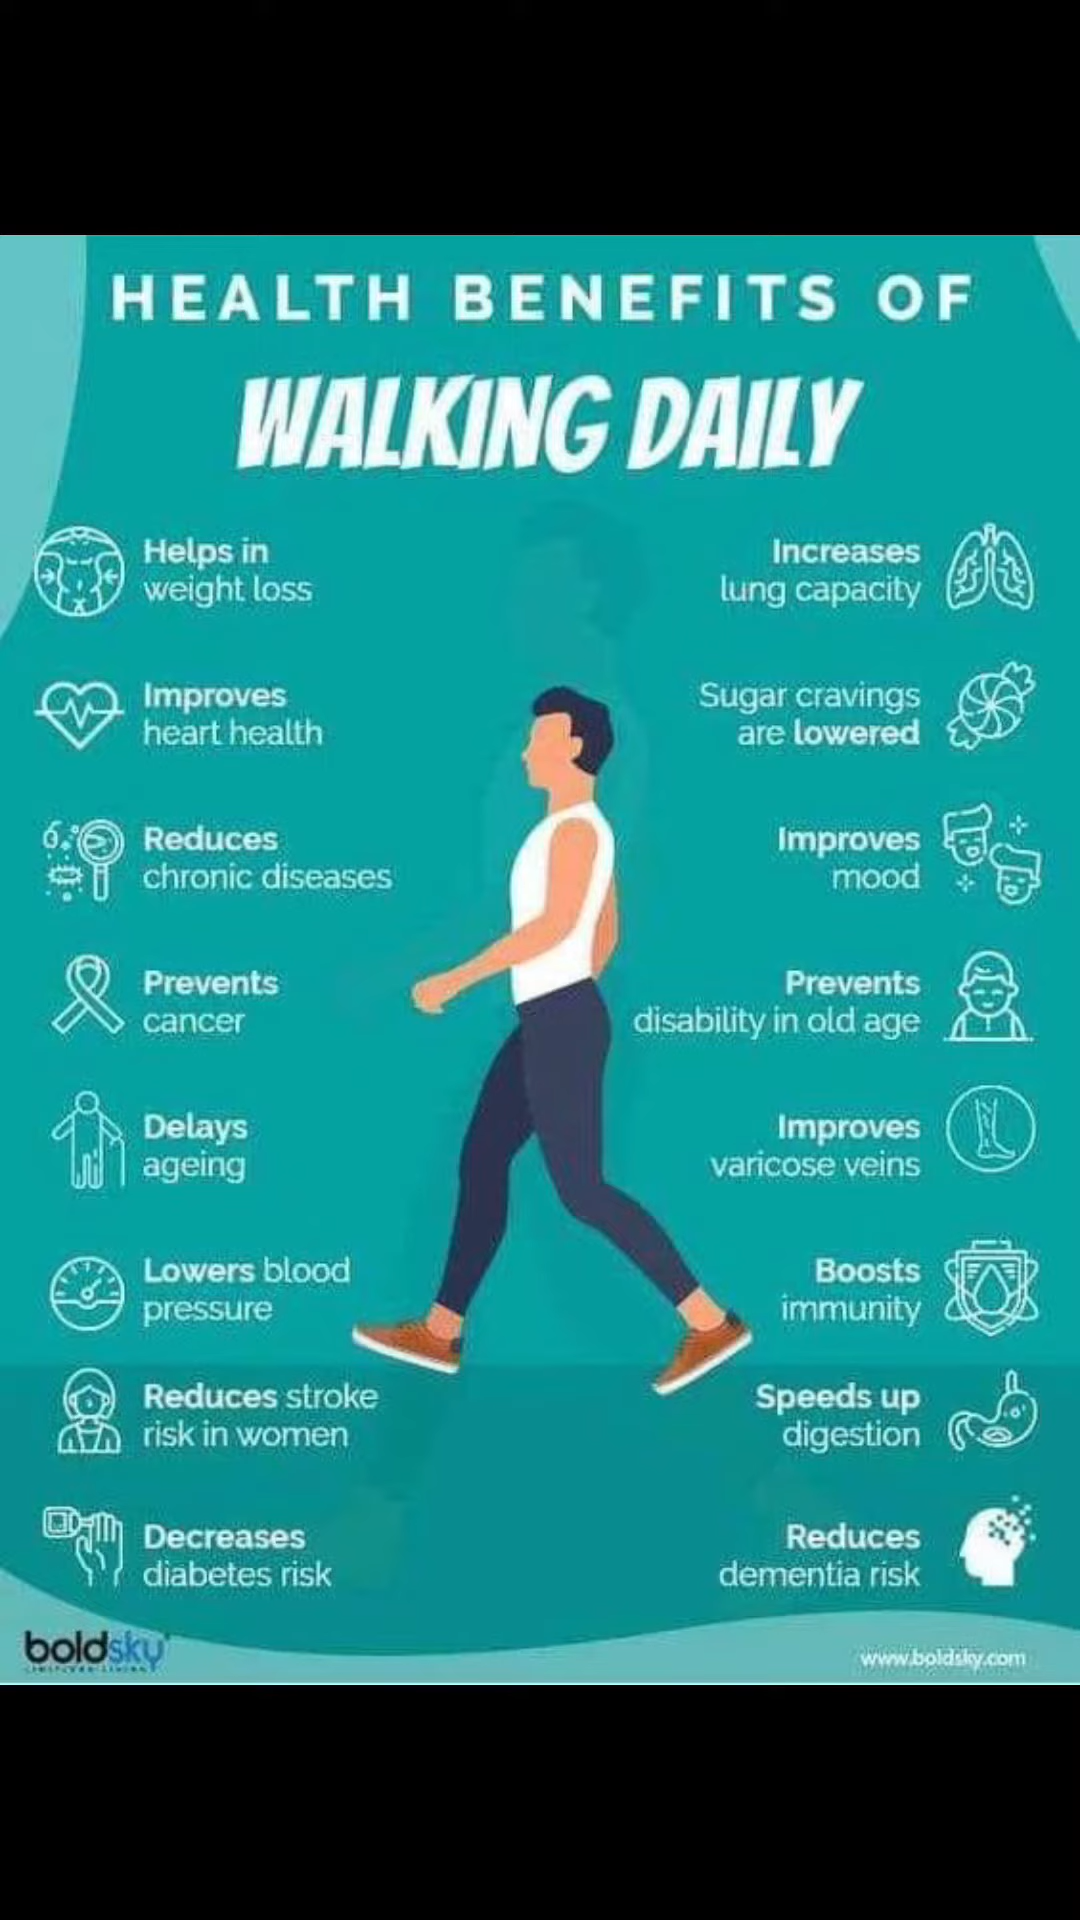 HEALTH BENEFITS OF
WALKING DAILY
Helps in
weight loss
Improves
heart health
Reduces
chronic diseases
Prevents
cancer
Delays
ageing
Lowers blood
pressure
Reduces stroke
risk in women
Decreases
diabetes risk
Increases
lung capacity
Sugar cravings
are lowered
Improves
mood
Prevents
disability in old age
Improves
varicose veins
Boosts
immunity
Speeds up
digestion
Reduces
dementia risk
boldsky
www.boldsky.com